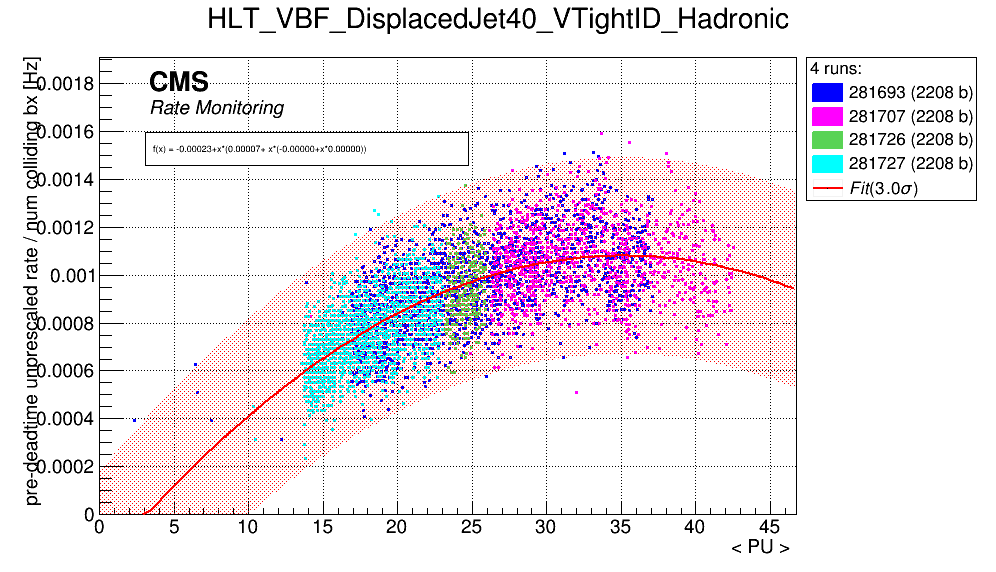 HLT_VBF_DisplacedJet40_VTightID_Hadronic
pre-deadtime unprescaled rate / num colliding bx [Hz]
0.0018
0.0016
0.0014
0.0012
0.001
0.0008
0.0006
0.0004
0.0002
0
CMS
Rate Monitoring
f(x) = -0.00023+x*(0.00007+ x*(-0.00000+x*0.00000))
4 runs:
281693 (2208 b)
281707 (2208 b)
281726 (2208 b)
281727 (2208 b)
Fit(3.0σ)
0 5 10 15 20 25 30 35 40 45
< PU >